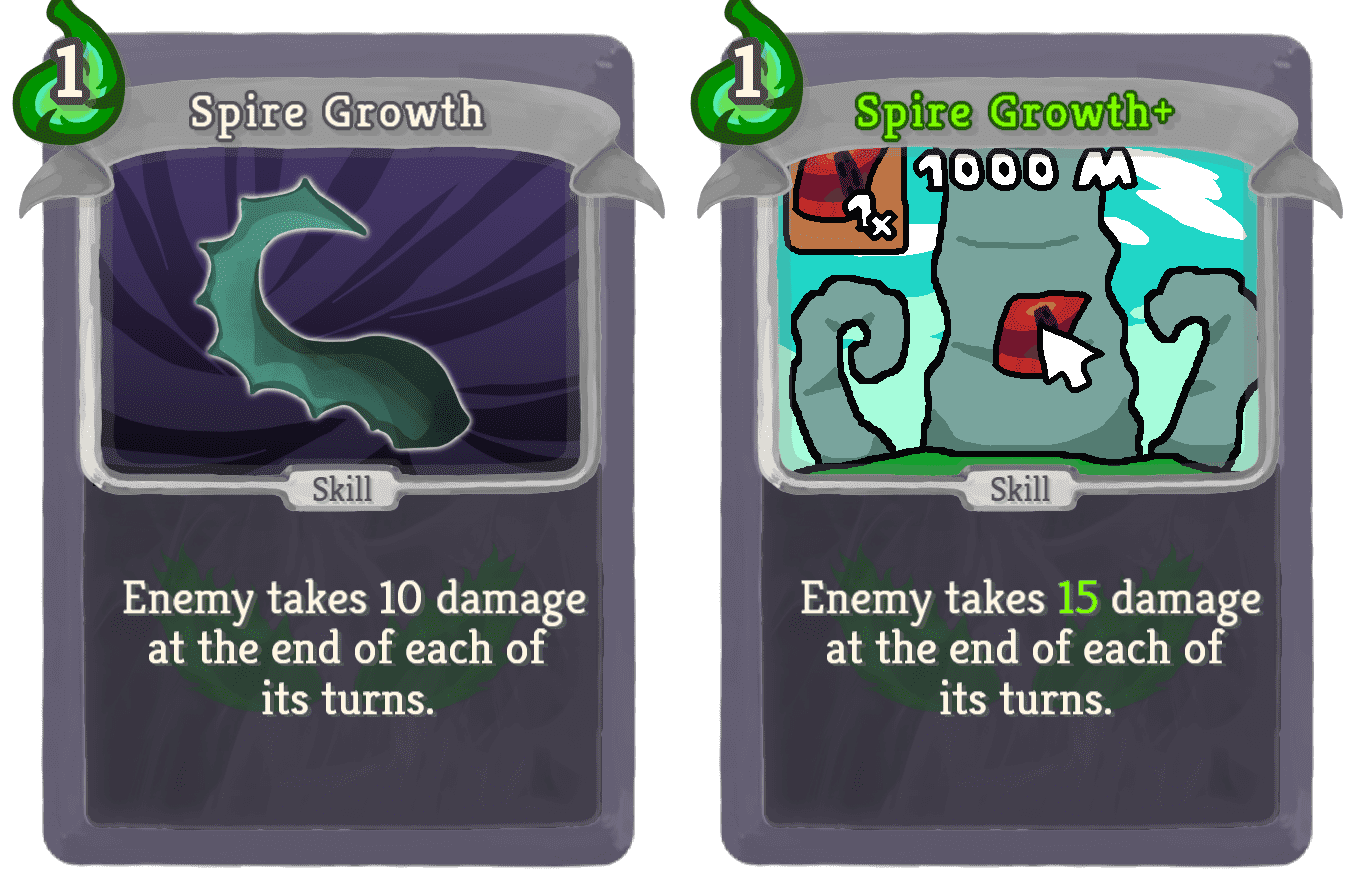 1
Spire Growth
Skill
Enemy takes 10 damage
at the end of each of
its turns.
1
Spire Growth+
1000 M
1x
Skill
Enemy takes 15 damage
at the end of each of
its turns.